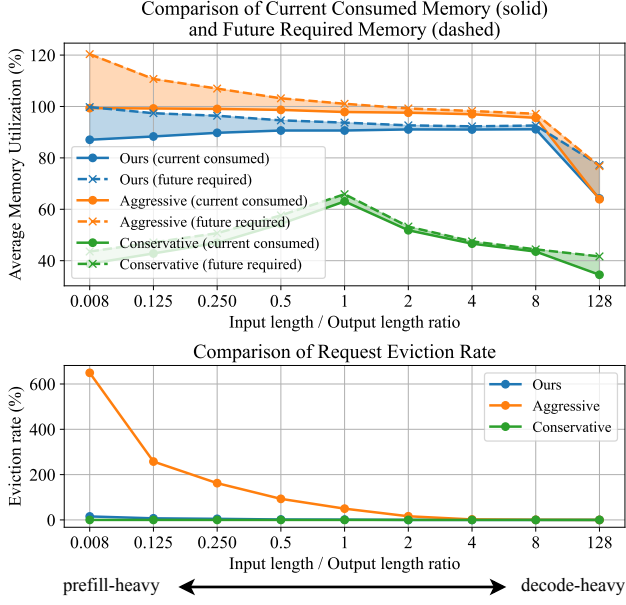 Comparison of Current Consumed Memory (solid)
and Future Required Memory (dashed)
Average Memory Utilization (%)
120
100
80
60
40
Ours (current consumed)
Ours (future required)
Aggressive (current consumed)
Aggressive (future required)
Conservative (current consumed)
Conservative (future required)
0.008 0.125 0.250 0.5 1 2 4 8 128
Input length / Output length ratio
Comparison of Request Eviction Rate
Eviction rate (%)
600
400
200
0
Ours
Aggressive
Conservative
0.008 0.125 0.250 0.5 1 2 4 8 128
Input length / Output length ratio
prefill-heavy decode-heavy